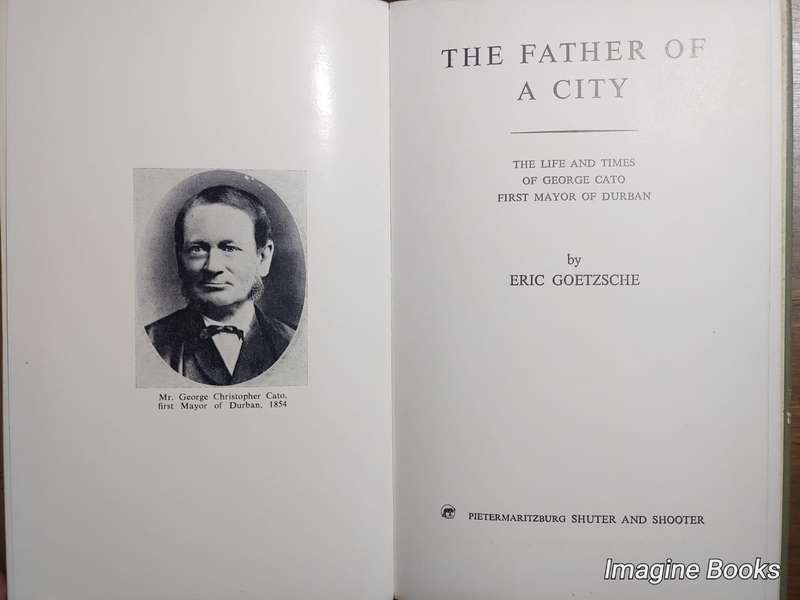 Mr. George Christopher Cato,
first Mayor of Durban, 1854
THE FATHER OF
A CITY
THE LIFE AND TIMES
OF GEORGE CATO
FIRST MAYOR OF DURBAN
by
ERIC GOETZSCHE
PIETERMARITZBURG SHUTER AND SHOOTER
Imagine Books